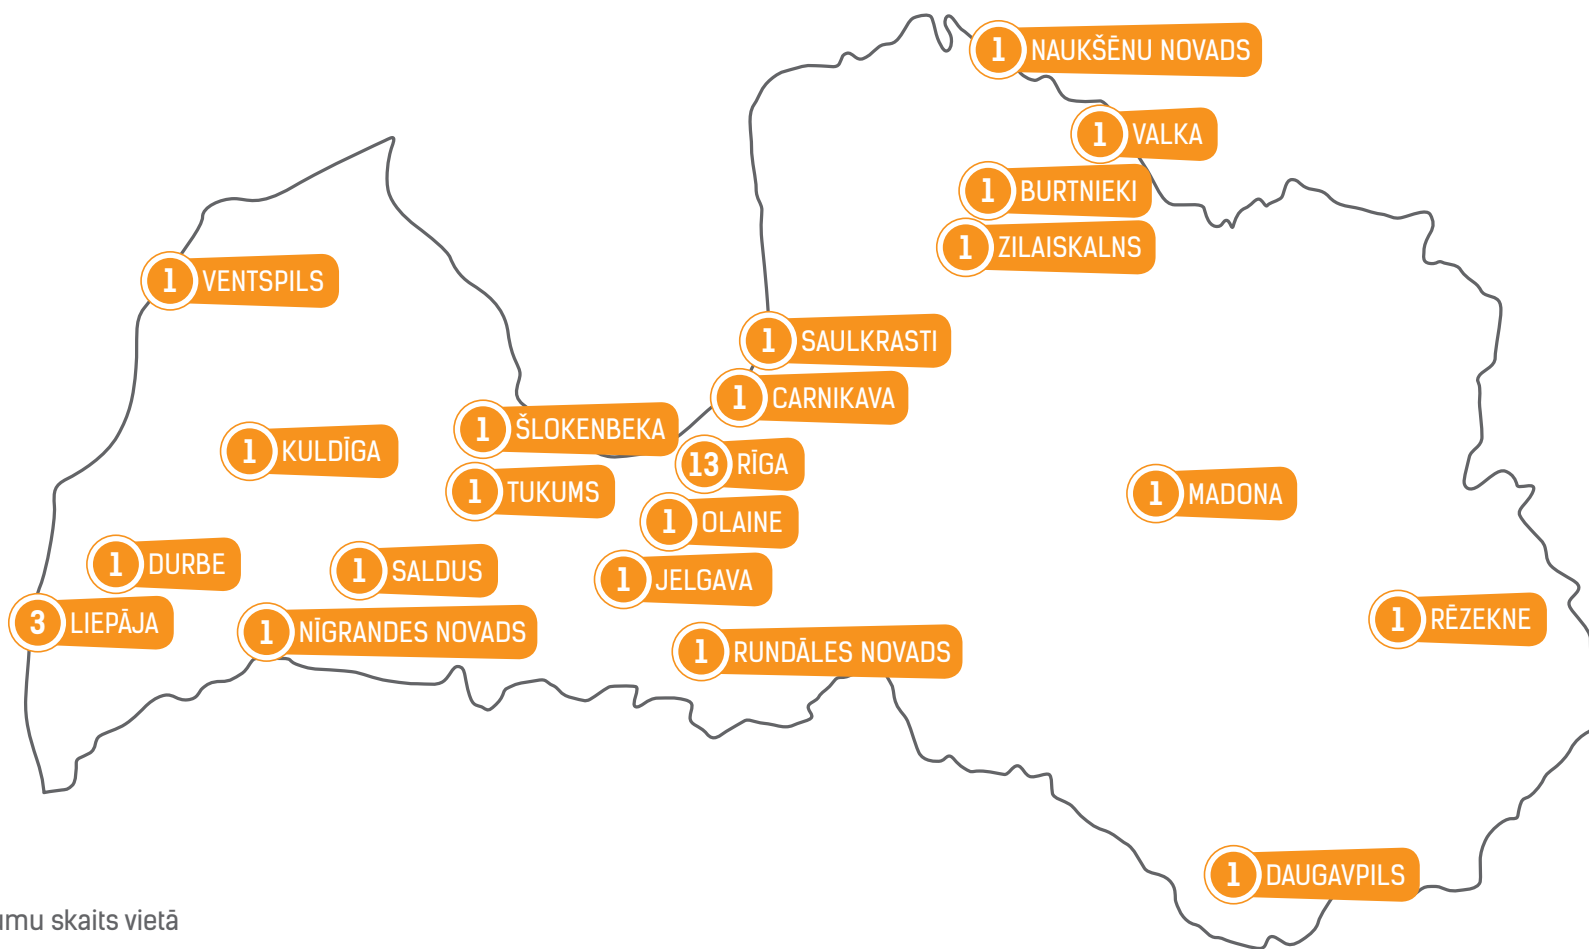 1 NAUKŠĒNU NOVADS
1 VALKA
1 BURTNIEKI
1 ZILAISKALNS
1 VENTSPILS
1 SAULKRASTI
1 CARNIKAVA
1 ŠLOKENBEKA
1 KULDĪGA
13 RĪGA
1 TUKUMS
1 MADONA
1 OLAINE
1 DURBE
1 SALDUS
1 JELGAVA
3 LIEPĀJA
1 NĪGRANDES NOVADS
1 RĒZEKNE
1 RUNDĀLES NOVADS
1 DAUGAVPILS
skaits vietā